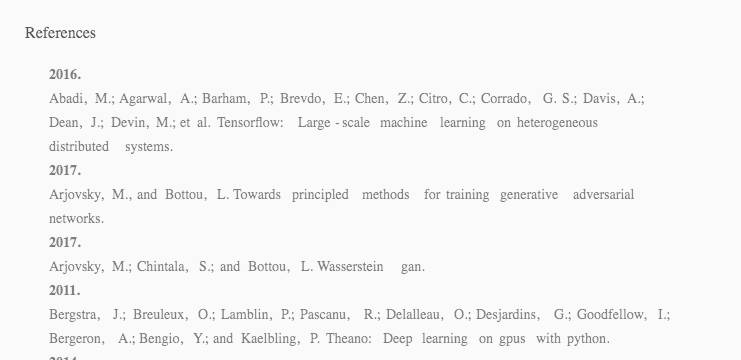 References
2016.
Abadi, M.; Agarwal, A.; Barham, P.; Brevdo, E.; Chen, Z.; Citro, C.; Corrado, G. S.; Davis, A.;
Dean, J.; Devin, M.; et al. Tensorflow: Large - scale machine learning on heterogeneous
distributed systems.
2017.
Arjovsky, M., and Bottou, L. Towards principled methods for training generative adversarial
networks.
2017.
Arjovsky, M.; Chintala, S.; and Bottou, L. Wasserstein gan.
2011.
Bergstra, J.; Breuleux, O.; Lamblin, P.; Pascanu, R.; Delalleau, O.; Desjardins, G.; Goodfellow, I.;
Bergeron, A.; Bengio, Y.; and Kaelbling, P. Theano: Deep learning on gpus with python.